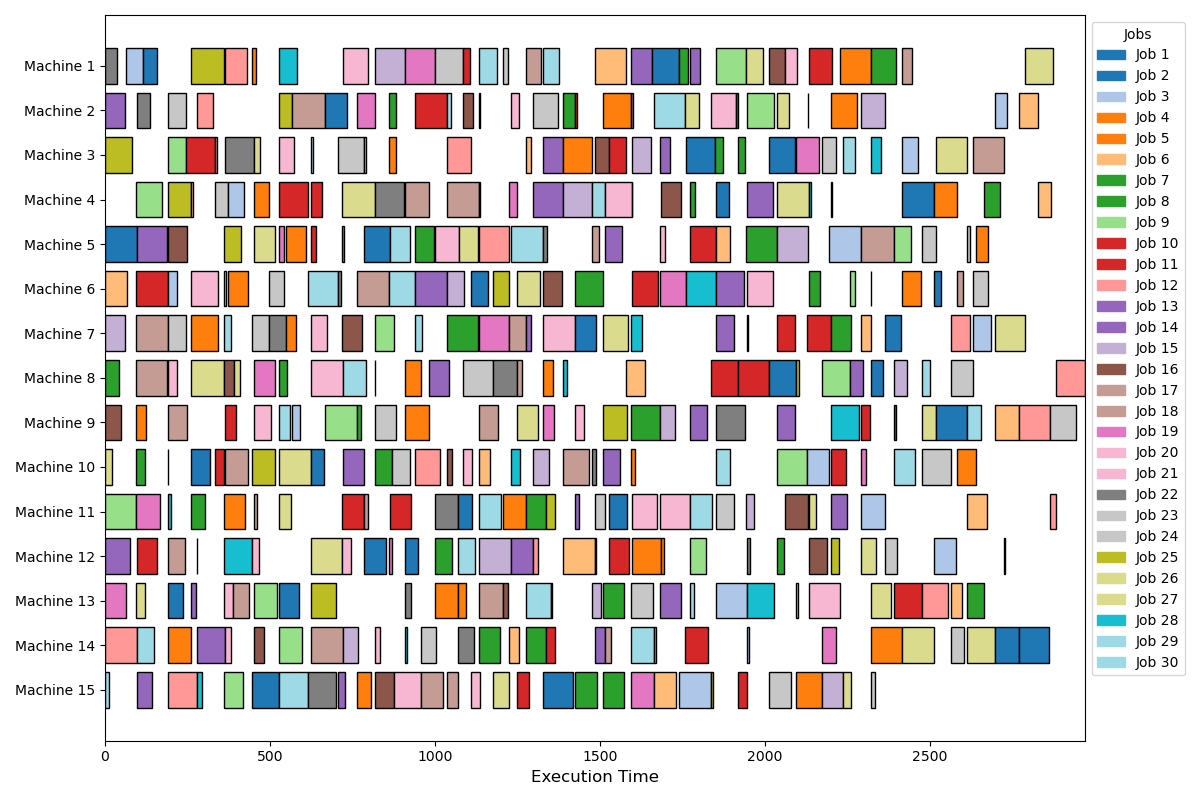 Machine 1
Machine 2
Machine 3
Machine 4
Machine 5
Machine 6
Machine 7
Machine 8
Machine 9
Machine 10
Machine 11
Machine 12
Machine 13
Machine 14
Machine 15
0 500 1000 1500 2000 2500
Execution Time
Jobs
Job 1
Job 2
Job 3
Job 4
Job 5
Job 6
Job 7
Job 8
Job 9
Job 10
Job 11
Job 12
Job 13
Job 14
Job 15
Job 16
Job 17
Job 18
Job 19
Job 20
Job 21
Job 22
Job 23
Job 24
Job 25
Job 26
Job 27
Job 28
Job 29
Job 30